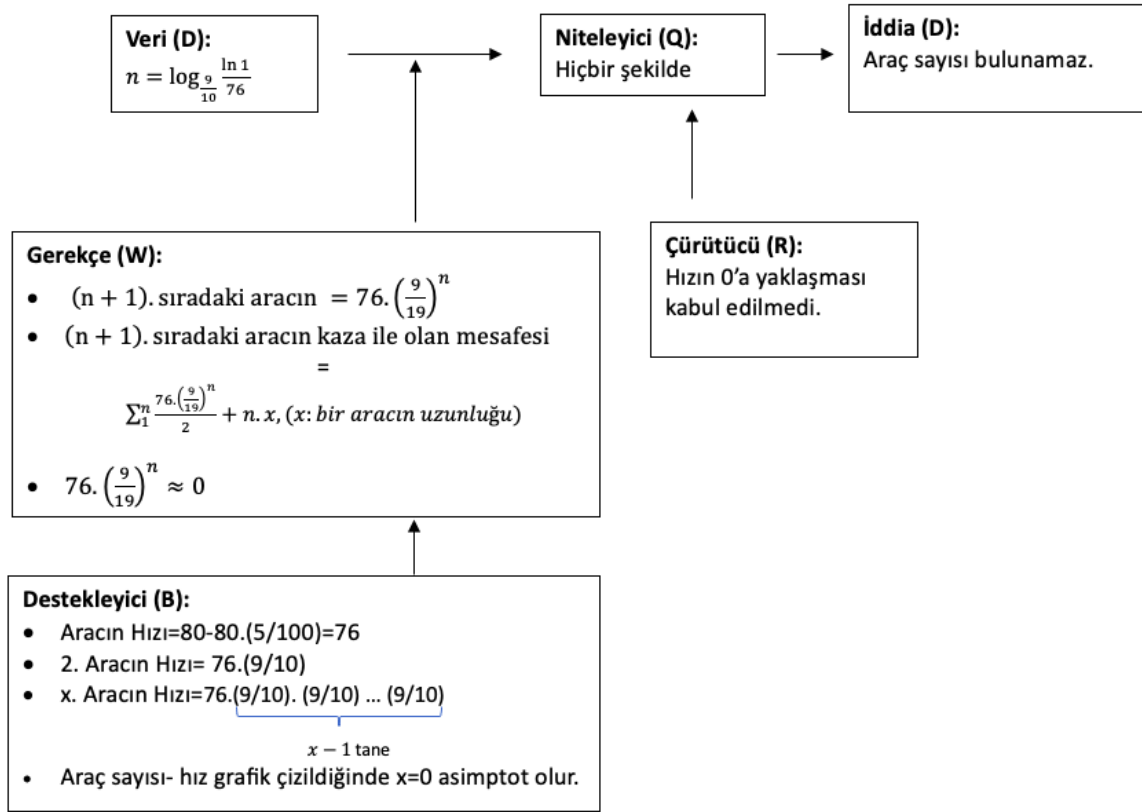 Veri (D):
n = log_{9/10} (ln 1)/76
Niteleyici (Q):
Hiçbir şekilde
İddia (D):
Araç sayısı bulunamaz.
Gerekçe (W):
• (n + 1). sıradaki aracın = 76.(9/19)^n
• (n + 1). sıradaki aracın kaza ile olan mesafesi
=
∑_1^n (76.(9/19)^n)/2 + n.x, (x: bir aracın uzunluğu)
• 76.(9/19)^n ≈ 0
Çürütücü (R):
Hızın 0'a yaklaşması
kabul edilmedi.
Destekleyici (B):
• Aracın Hızı=80-80.(5/100)=76
• 2. Aracın Hızı= 76.(9/10)
• x. Aracın Hızı=76.(9/10). (9/10) ... (9/10)
x − 1 tane
• Araç sayısı- hız grafik çizildiğinde x=0 asimptot olur.